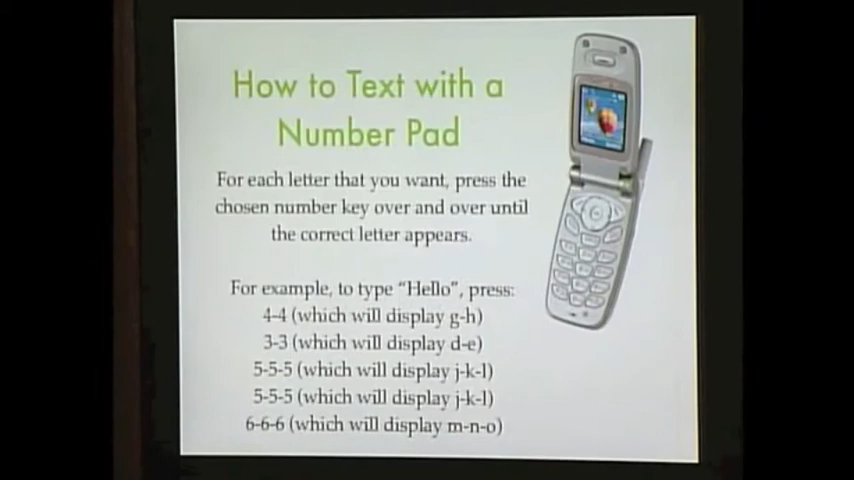 How to Text with a
Number Pad
For each letter that you want, press the
chosen number key over and over until
the correct letter appears.
For example, to type “Hello”, press:
4-4 (which will display g-h)
3-3 (which will display d-e)
5-5-5 (which will display j-k-l)
5-5-5 (which will display j-k-l)
6-6-6 (which will display m-n-o)